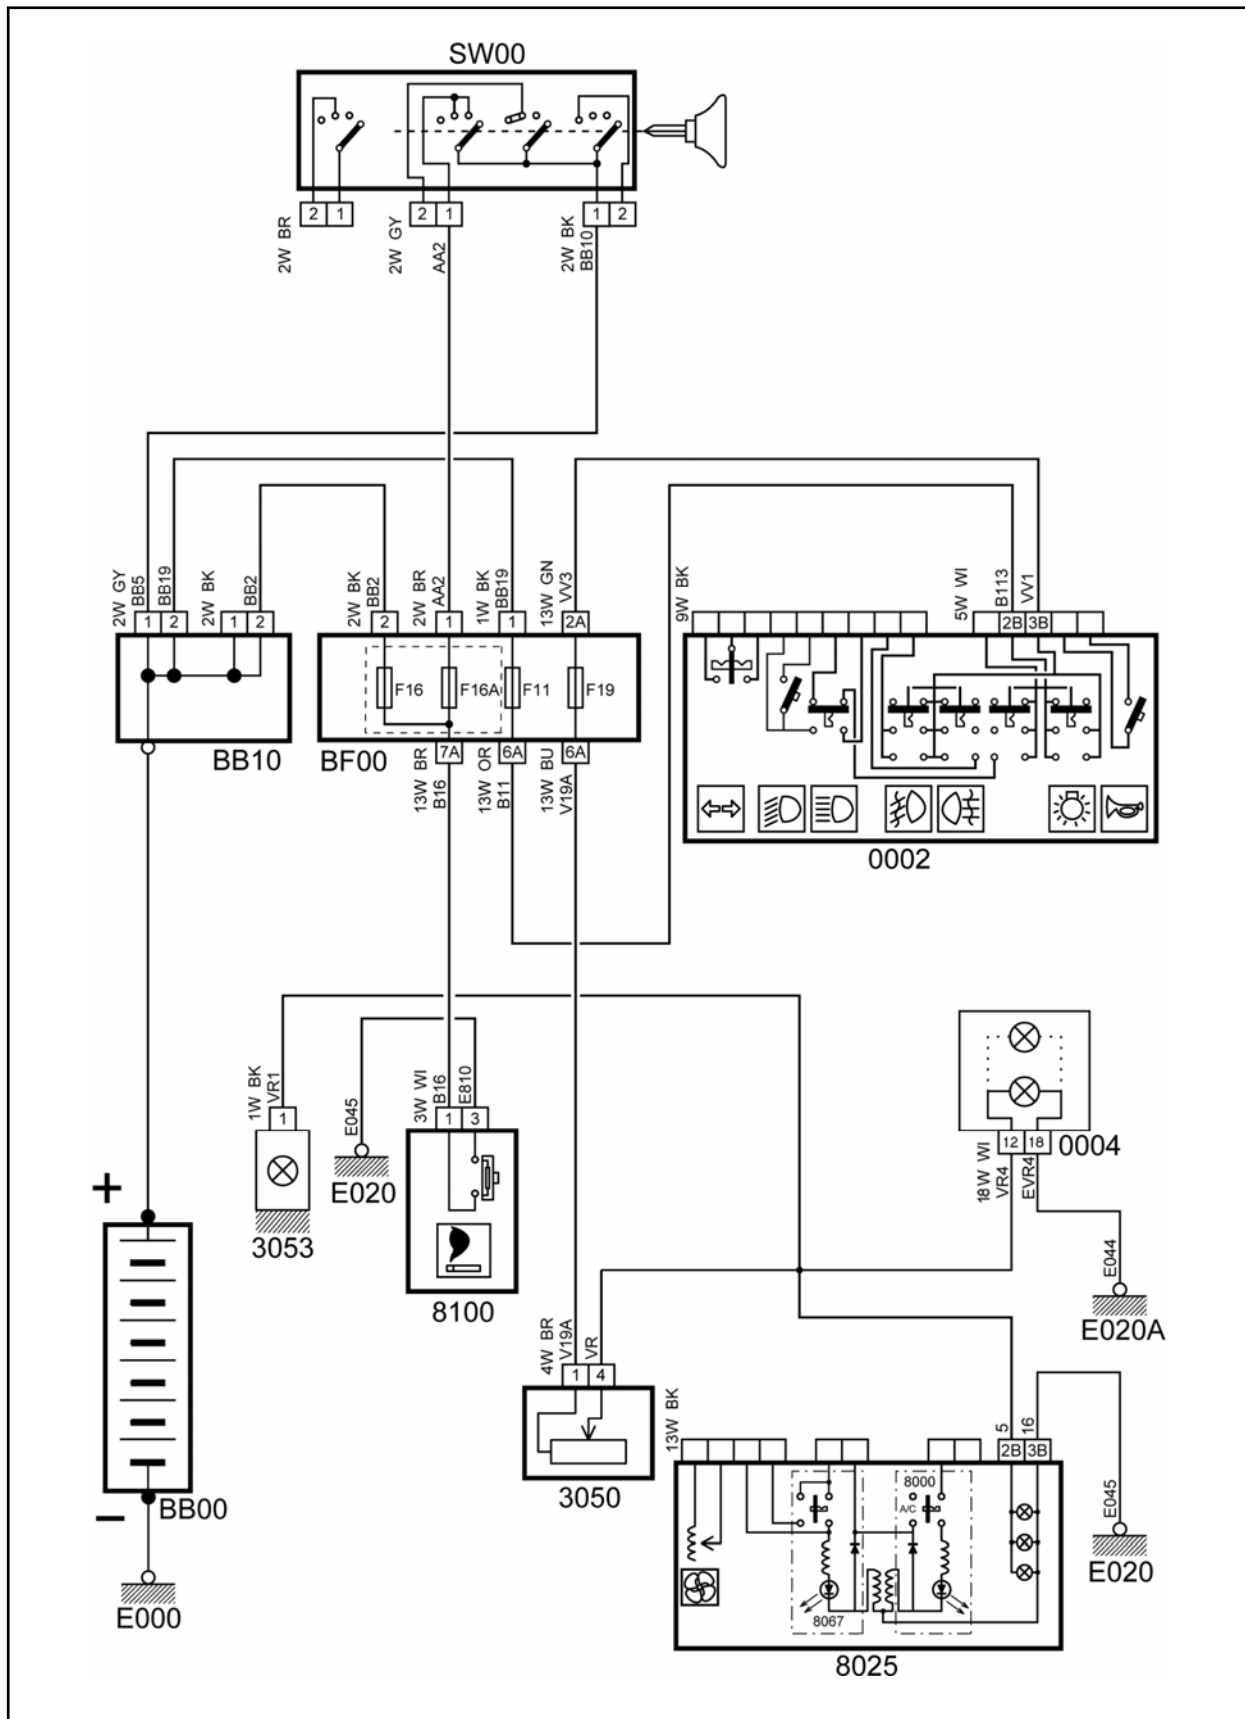 SW00
2 1
2 1
1 2
2W BR
2W GY
AA2
2W BK
BB10
2W GY
BB5
BB19
2W BK
BB2
2W BK
BB2
2W BR
AA2
1W BK
BB19
13W GN
VV3
9W BK
5W WI
B113
VV1
1 2
1 2
2
1
1
2A
2B 3B
F16
F16A
F11
F19
BB10
BF00
7A
6A
6A
13W BR
B16
13W OR
B11
13W BU
V19A
0002
1W BK
VR1
E045
3W WI
B16
E810
1
1 3
12 18
0004
18W WI
VR4
EVR4
E020
3053
8100
+
E044
E020A
4W BR
V19A
VR
1 4
3050
13W BK
5
16
2B 3B
E045
BB00
–
8000
A/C
8067
E020
E000
8025